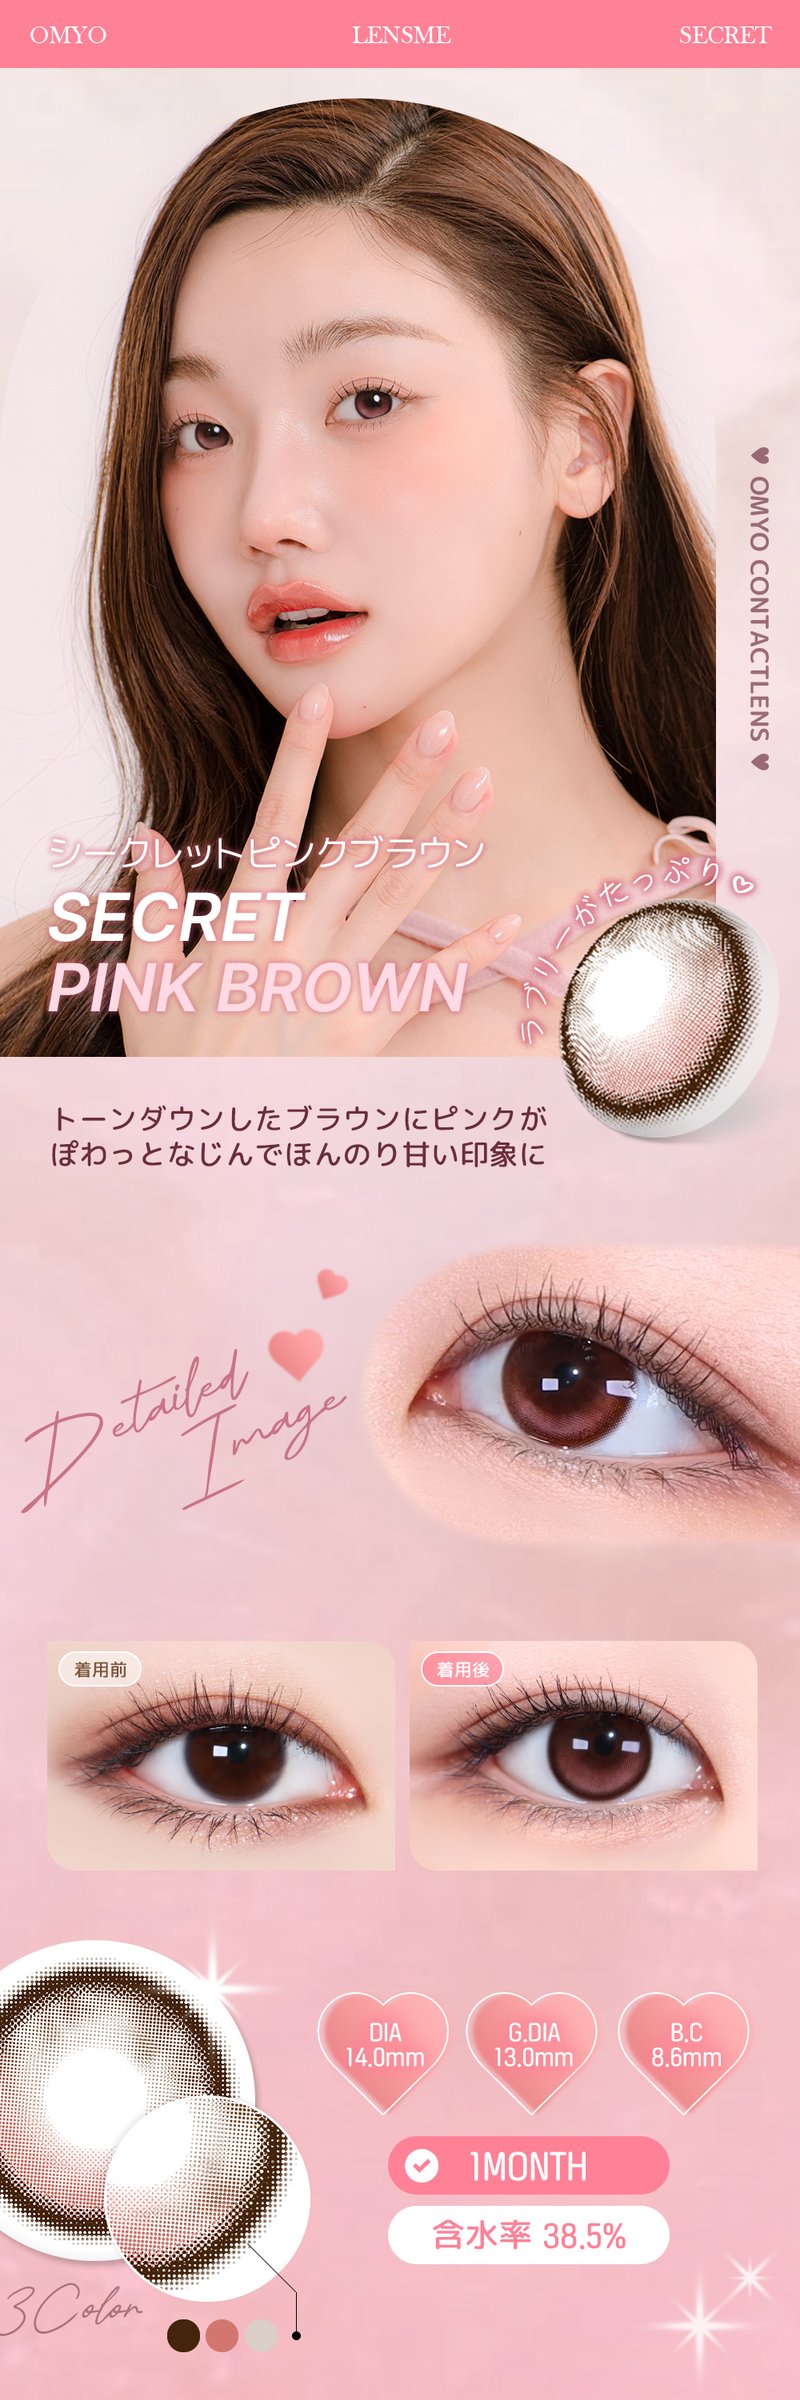 OMYO LENSME SECRET
♥ OMYO CONTACTLENS ♥
シークレットピンクブラウン
SECRET
PINK BROWN
ラブリーがたっぷり♡
トーンダウンしたブラウンにピンクが
ぽわっとなじんでほんのり甘い印象に
Detailed
Image
着用前
着用後
DIA
14.0mm
G.DIA
13.0mm
B.C
8.6mm
1MONTH
含水率 38.5%
3Color